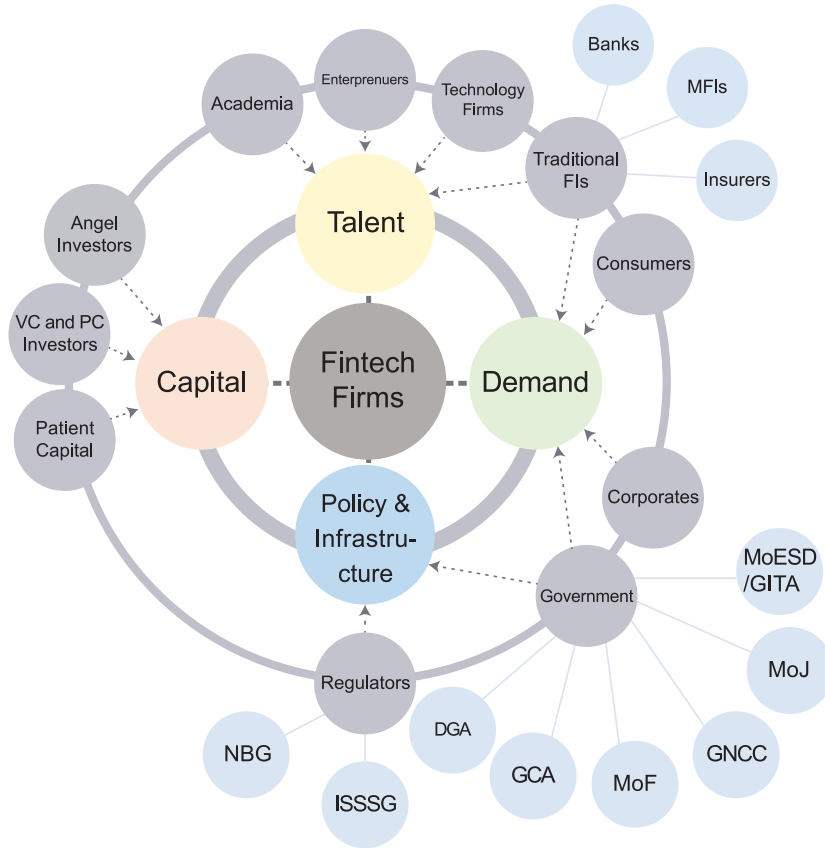 Banks
Enterprenuers
MFIs
Technology
Firms
Academia
Traditional
FIs
Insurers
Talent
Angel
Investors
Consumers
VC and PC
Investors
Capital
Fintech
Firms
Demand
Patient
Capital
Corporates
Policy &
Infrastru-
cture
MoESD
/GITA
Government
MoJ
Regulators
DGA
NBG
GNCC
GCA
MoF
ISSSG